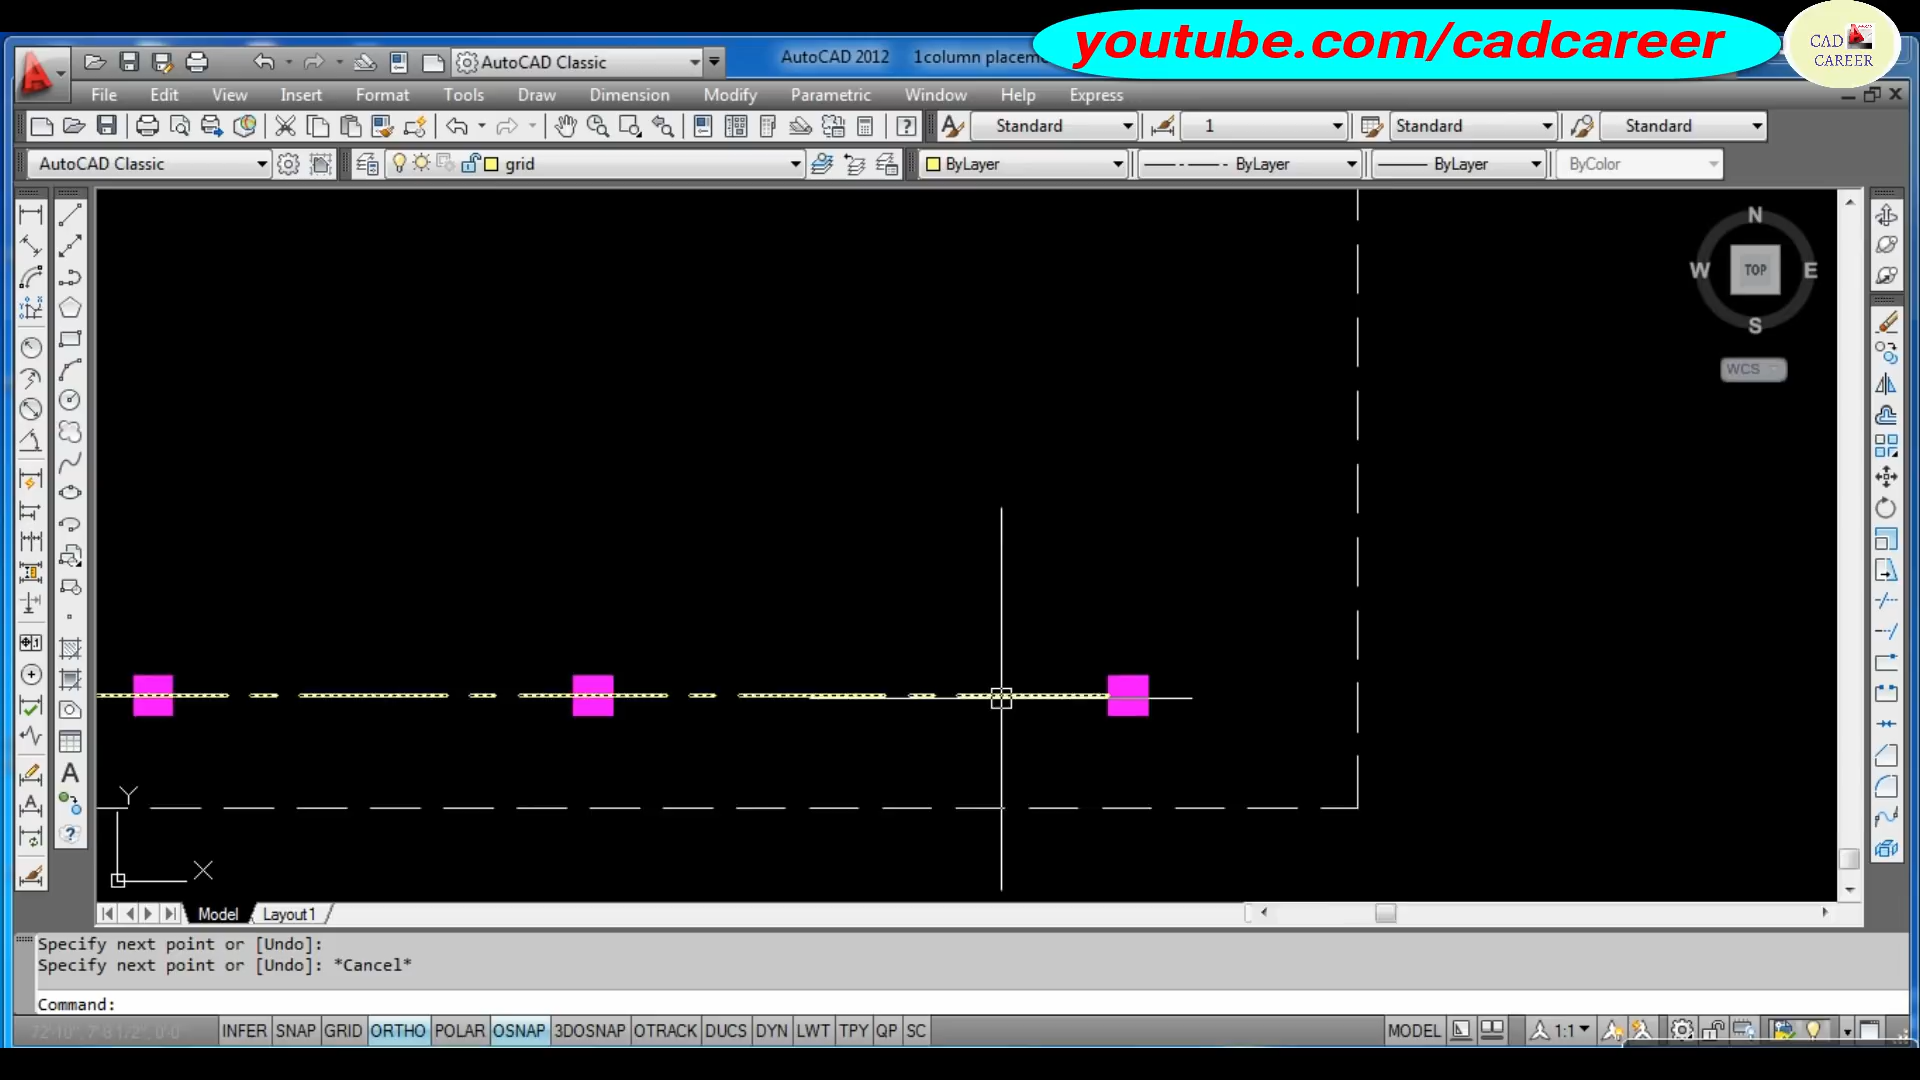 youtube.com/cadcareer
CAD
CAREER
AutoCAD Classic
AutoCAD 2012
1column placeme
File Edit View Insert Format Tools Draw Dimension Modify Parametric Window Help Express
Standard 1 Standard Standard
AutoCAD Classic grid ByLayer ByLayer ByLayer ByColor
N
W TOP E
S
WCS
Y
X
Model Layout1
Specify next point or [Undo]:
Specify next point or [Undo]: *Cancel*
Command:
INFER SNAP GRID ORTHO POLAR OSNAP 3DOSNAP OTRACK DUCS DYN LWT TPY QP SC MODEL 1:1